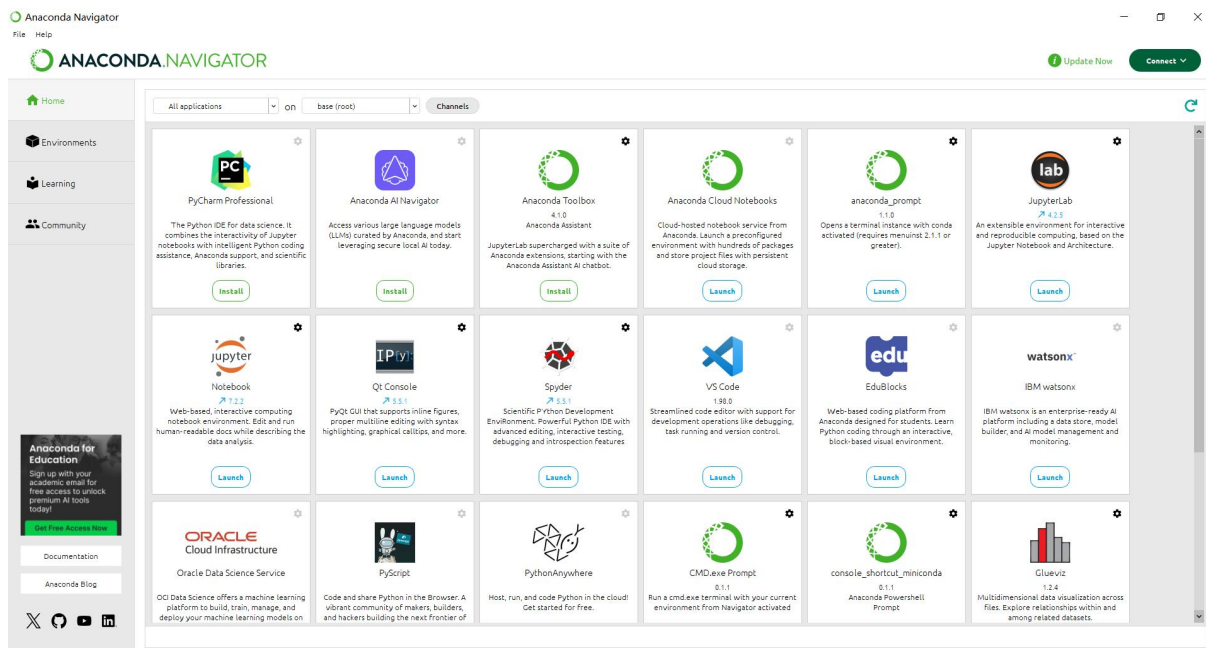 Anaconda Navigator
File Help
ANACONDA.NAVIGATOR
Update Now
Connect
Home
Environments
Learning
Community
All applications
on
base (root)
Channels
PC
PyCharm Professional
The Python IDE for data science. It
combines the interactivity of Jupyter
notebooks with intelligent Python coding
assistance, Anaconda support, and scientific
libraries.
Install
Anaconda AI Navigator
Access various large language models
(LLMs) curated by Anaconda, and start
leveraging secure local AI today.
Install
Anaconda Toolbox
4.1.0
Anaconda Assistant
JupyterLab supercharged with a suite of
Anaconda extensions, starting with the
Anaconda Assistant AI chatbot.
Install
Anaconda Cloud Notebooks
Cloud-hosted notebook service from
Anaconda. Launch a preconfigured
environment with hundreds of packages
and store project files with persistent
cloud storage.
Launch
anaconda_prompt
1.1.0
Opens a terminal instance with conda
activated (requires menuinst 2.1.1 or
greater).
Launch
lab
JupyterLab
4.2.5
An extensible environment for interactive
and reproducible computing, based on the
Jupyter Notebook and Architecture.
Launch
jupyter
Notebook
7.2.2
Web-based, interactive computing
notebook environment. Edit and run
human-readable docs while describing the
data analysis.
Launch
IP[y]:
Qt Console
5.5.1
PyQt GUI that supports inline figures,
proper multiline editing with syntax
highlighting, graphical calltips, and more.
Launch
Spyder
5.5.1
Scientific PYthon Development
EnviRonment. Powerful Python IDE with
advanced editing, interactive testing,
debugging and introspection features
Launch
VS Code
1.98.0
Streamlined code editor with support for
development operations like debugging,
task running and version control.
Launch
edu
EduBlocks
Web-based coding platform from
Anaconda designed for students. Learn
Python coding through an interactive,
block-based visual environment.
Launch
watsonx
IBM watsonx
IBM watsonx is an enterprise-ready AI
platform including a data store, model
builder, and AI model management and
monitoring.
Launch
ORACLE
Cloud Infrastructure
Oracle Data Science Service
OCI Data Science offers a machine learning
platform to build, train, manage, and
deploy your machine learning models on
PyScript
Code and share Python in the Browser. A
vibrant community of makers, builders,
and hackers building the next frontier of
PythonAnywhere
Host, run, and code Python in the cloud!
Get started for free.
CMD.exe Prompt
0.1.1
Run a cmd.exe terminal with your current
environment from Navigator activated
console_shortcut_miniconda
0.1.1
Anaconda Powershell
Prompt
Glueviz
1.2.4
Multidimensional data visualization across
files. Explore relationships within and
among related datasets.
Anaconda for
Education
Sign up with your
academic email for
free access to unlock
premium AI tools
today!
Get Free Access Now
Documentation
Anaconda Blog